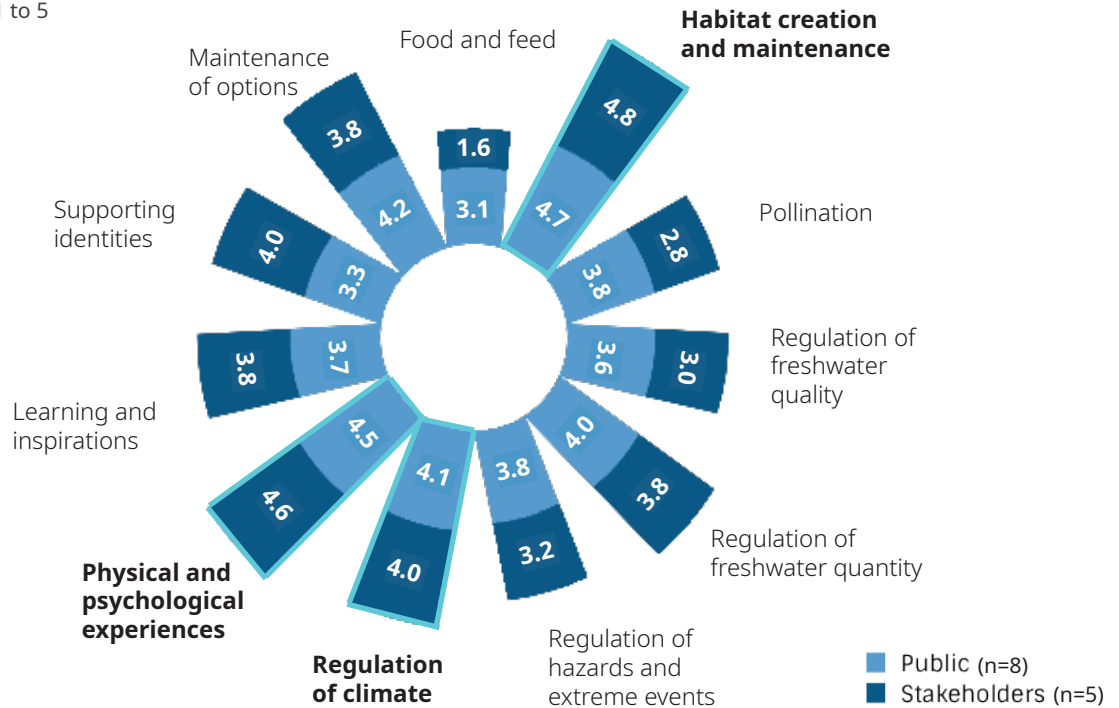 1 to 5
Habitat creation
and maintenance
Food and feed
Maintenance
of options
4.8
4.7
3.8
4.2
1.6
3.1
Supporting
identities
4.0
3.3
Pollination
2.8
3.8
Regulation of
freshwater
quality
3.6
3.0
3.8
3.7
Learning and
inspirations
4.0
3.8
Regulation of
freshwater quantity
4.5
4.6
Physical and
psychological
experiences
4.1
4.0
Regulation
of climate
3.8
3.2
Regulation of
hazards and
extreme events
Public (n=8)
Stakeholders (n=5)